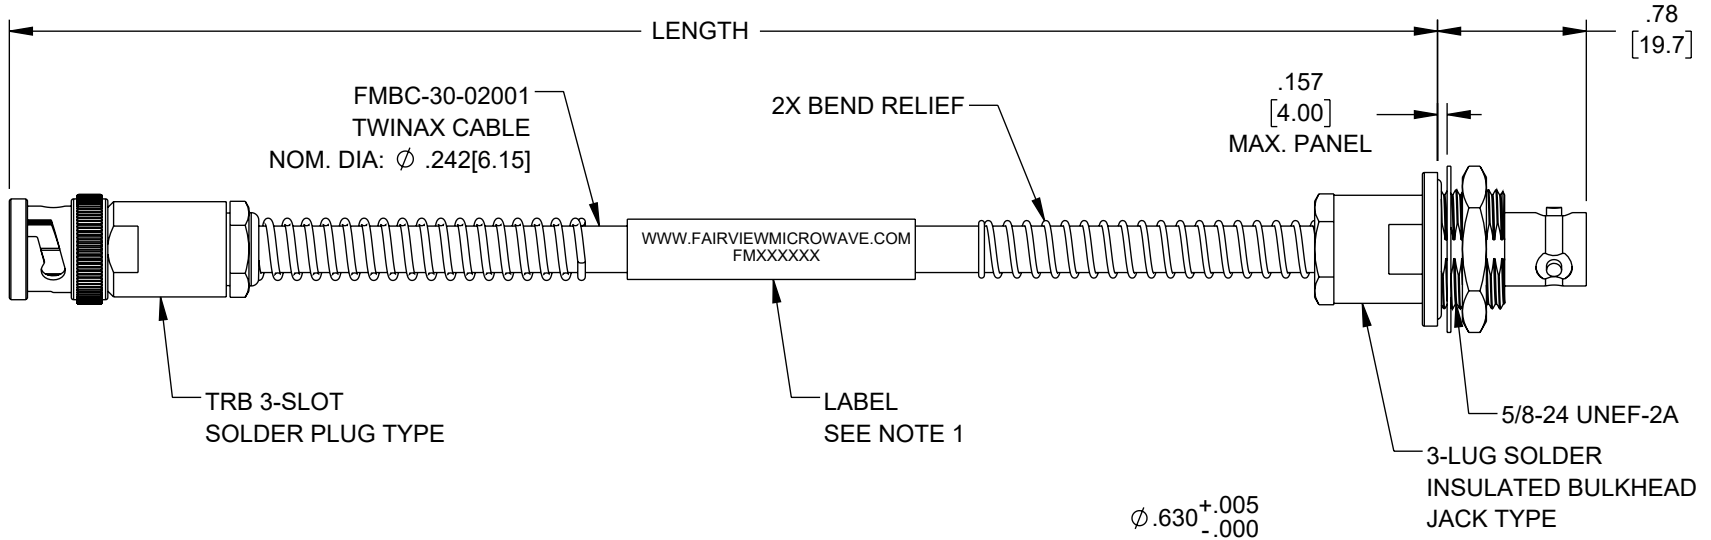 LENGTH
.78
[19.7]
FMBC-30-02001
TWINAX CABLE
NOM. DIA: Ø .242[6.15]
2X BEND RELIEF
.157
[4.00]
MAX. PANEL
WWW.FAIRVIEWMICROWAVE.COM
FMXXXXXX
TRB 3-SLOT
SOLDER PLUG TYPE
LABEL
SEE NOTE 1
5/8-24 UNEF-2A
3-LUG SOLDER
INSULATED BULKHEAD
JACK TYPE
Ø.630 +.005
-.000